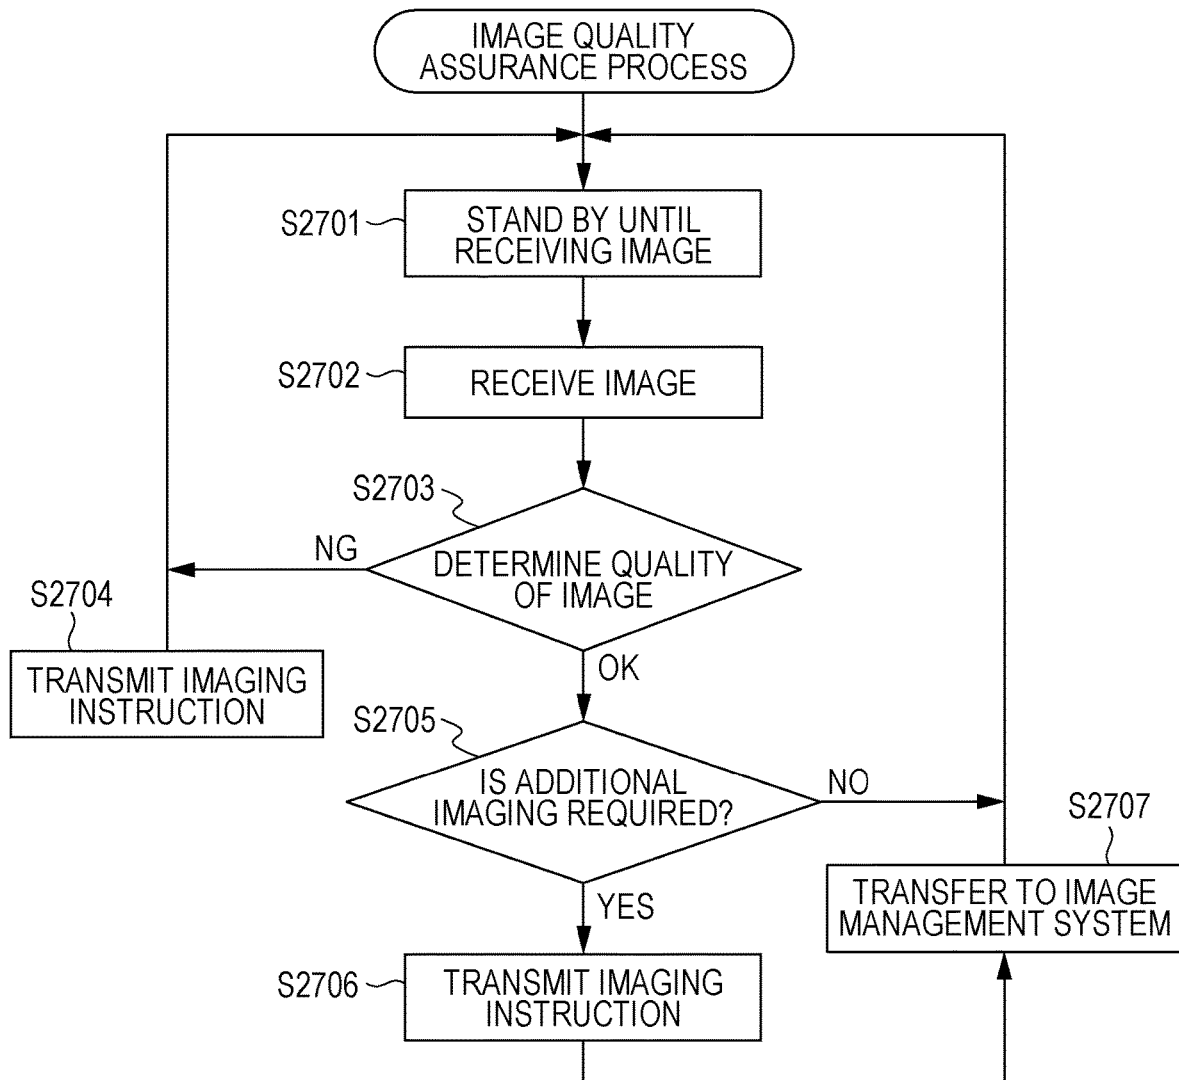 IMAGE QUALITY
ASSURANCE PROCESS
S2701
STAND BY UNTIL
RECEIVING IMAGE
S2702
RECEIVE IMAGE
S2703
NG
DETERMINE QUALITY
OF IMAGE
S2704
TRANSMIT IMAGING
INSTRUCTION
OK
S2705
IS ADDITIONAL
IMAGING REQUIRED?
NO
S2707
TRANSFER TO IMAGE
MANAGEMENT SYSTEM
YES
S2706
TRANSMIT IMAGING
INSTRUCTION